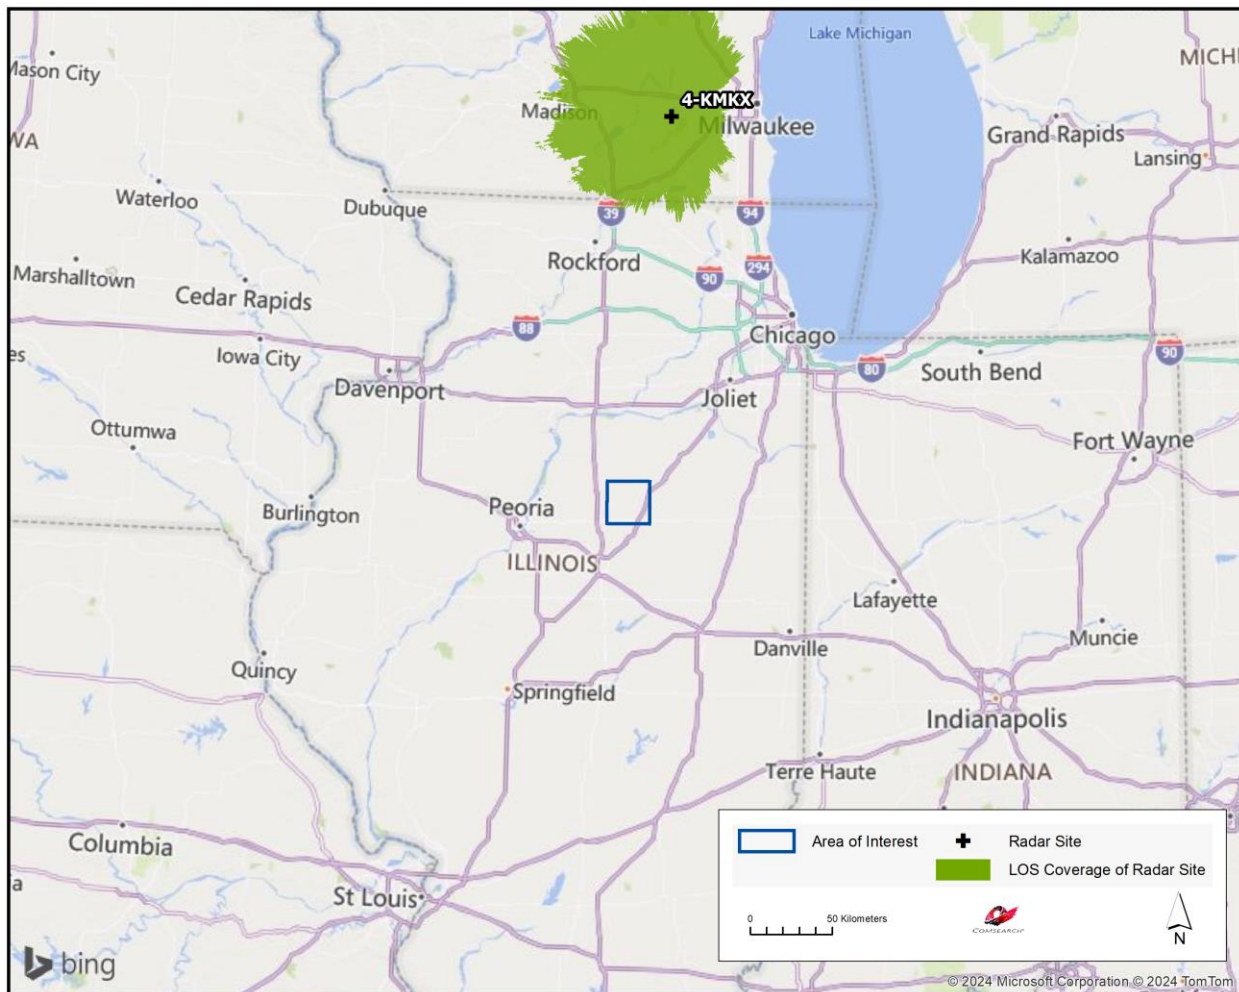 Lake Michigan
MICHI
Mason City
4-KMKX
Madison
Milwaukee
Grand Rapids
WA
Lansing
Waterloo
Dubuque
39
94
Rockford
Kalamazoo
Marshalltown
294
90
Cedar Rapids
88
Chicago
es
Iowa City
90
80
South Bend
Davenport
Joliet
Ottumwa
Fort Wayne
Peoria
Burlington
ILLINOIS
Lafayette
Muncie
Danville
Quincy
Springfield
Indianapolis
Terre Haute
INDIANA
Columbia
Area of Interest
Radar Site
LOS Coverage of Radar Site
a
St Louis
0 50 Kilometers
COMSEARCH
N
bing
© 2024 Microsoft Corporation © 2024 TomTom